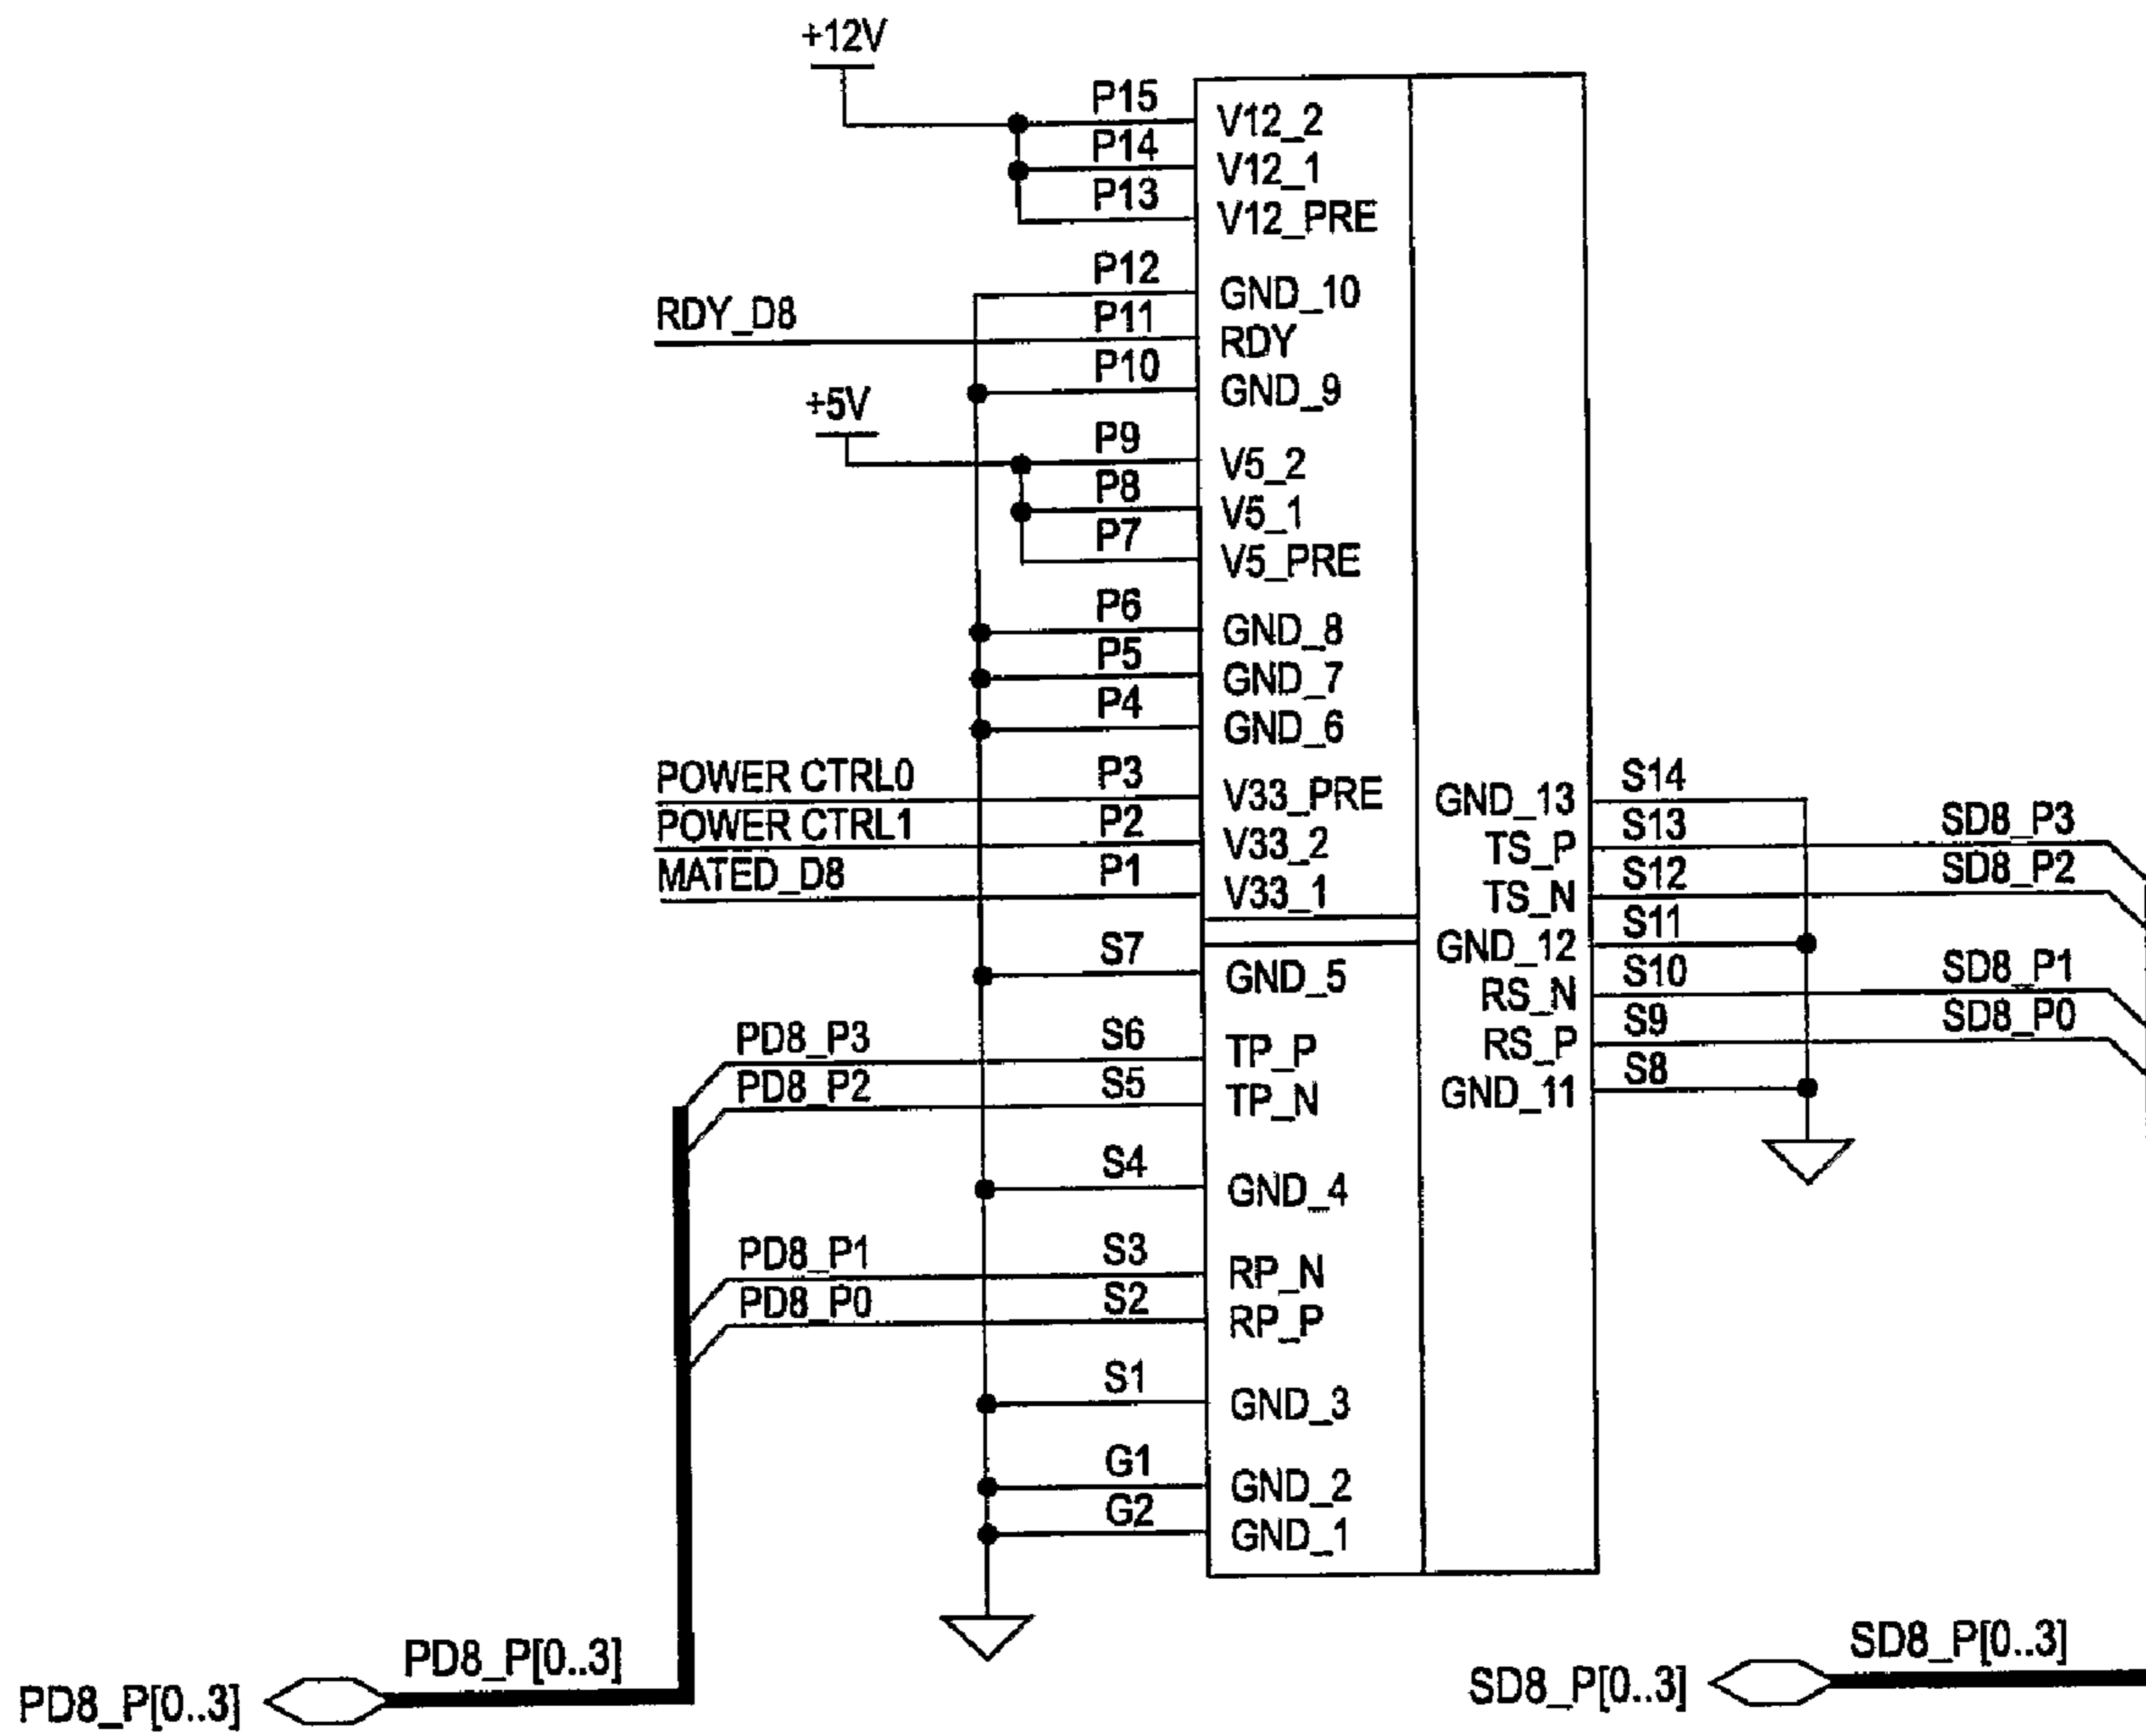 +12V
P15 V12_2
P14 V12_1
P13 V12_PRE
P12 GND_10
RDY_D8 P11 RDY
P10 GND_9
+5V
P9 V5_2
P8 V5_1
P7 V5_PRE
P6 GND_8
P5 GND_7
P4 GND_6
POWER CTRL0 P3 V33_PRE
POWER CTRL1 P2 V33_2
MATED_D8 P1 V33_1
GND_13 S14
TS_P S13 SD8_P3
TS_N S12 SD8_P2
GND_12 S11
RS_N S10 SD8_P1
RS_P S9 SD8_P0
GND_11 S8
S7 GND_5
PD8_P3 S6 TP_P
PD8_P2 S5 TP_N
S4 GND_4
PD8_P1 S3 RP_N
PD8_P0 S2 RP_P
S1 GND_3
G1 GND_2
G2 GND_1
PD8_P[0..3] PD8_P[0..3]
SD8_P[0..3] SD8_P[0..3]